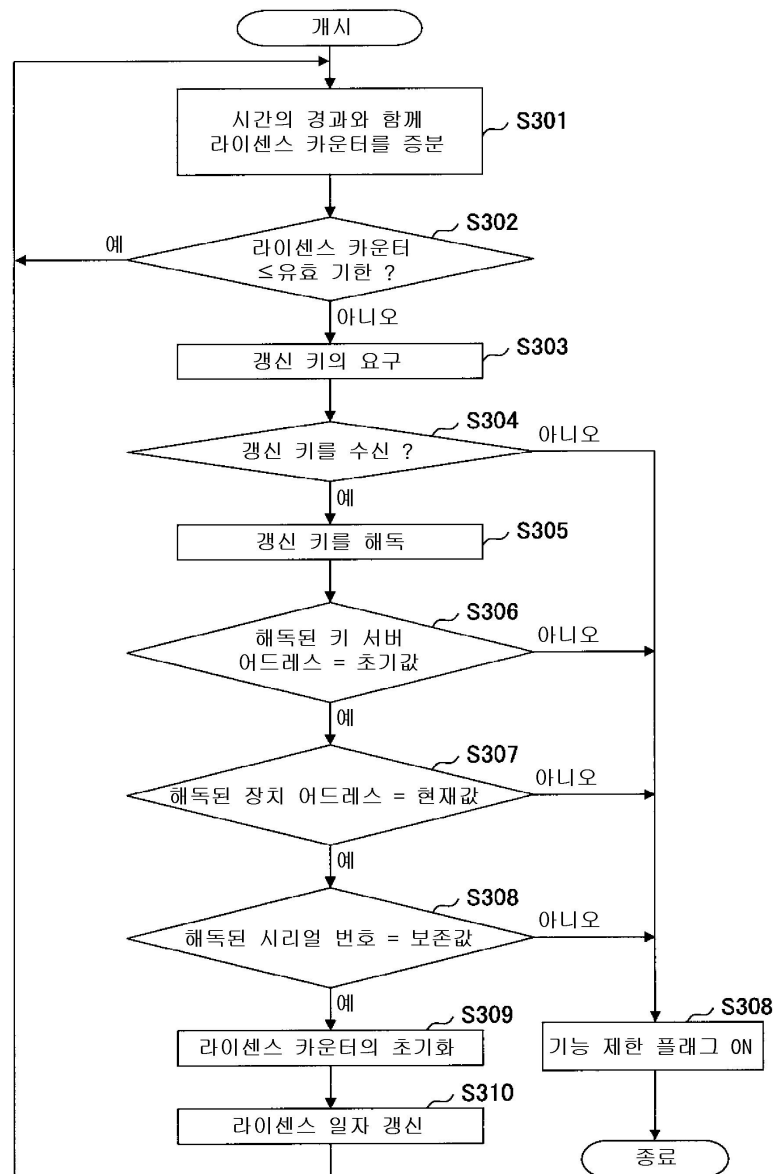 개시
시간의 경과와 함께
라이센스 카운터를 증분
S301
S302
라이센스 카운터
≤유효 기한 ?
예
아니오
갱신 키의 요구
S303
S304
갱신 키를 수신 ?
아니오
예
갱신 키를 해독
S305
S306
해독된 키 서버
어드레스 = 초기값
아니오
예
S307
해독된 장치 어드레스 = 현재값
아니오
예
S308
해독된 시리얼 번호 = 보존값
아니오
예
S309
라이센스 카운터의 초기화
S308
기능 제한 플래그 ON
S310
라이센스 일자 갱신
종료